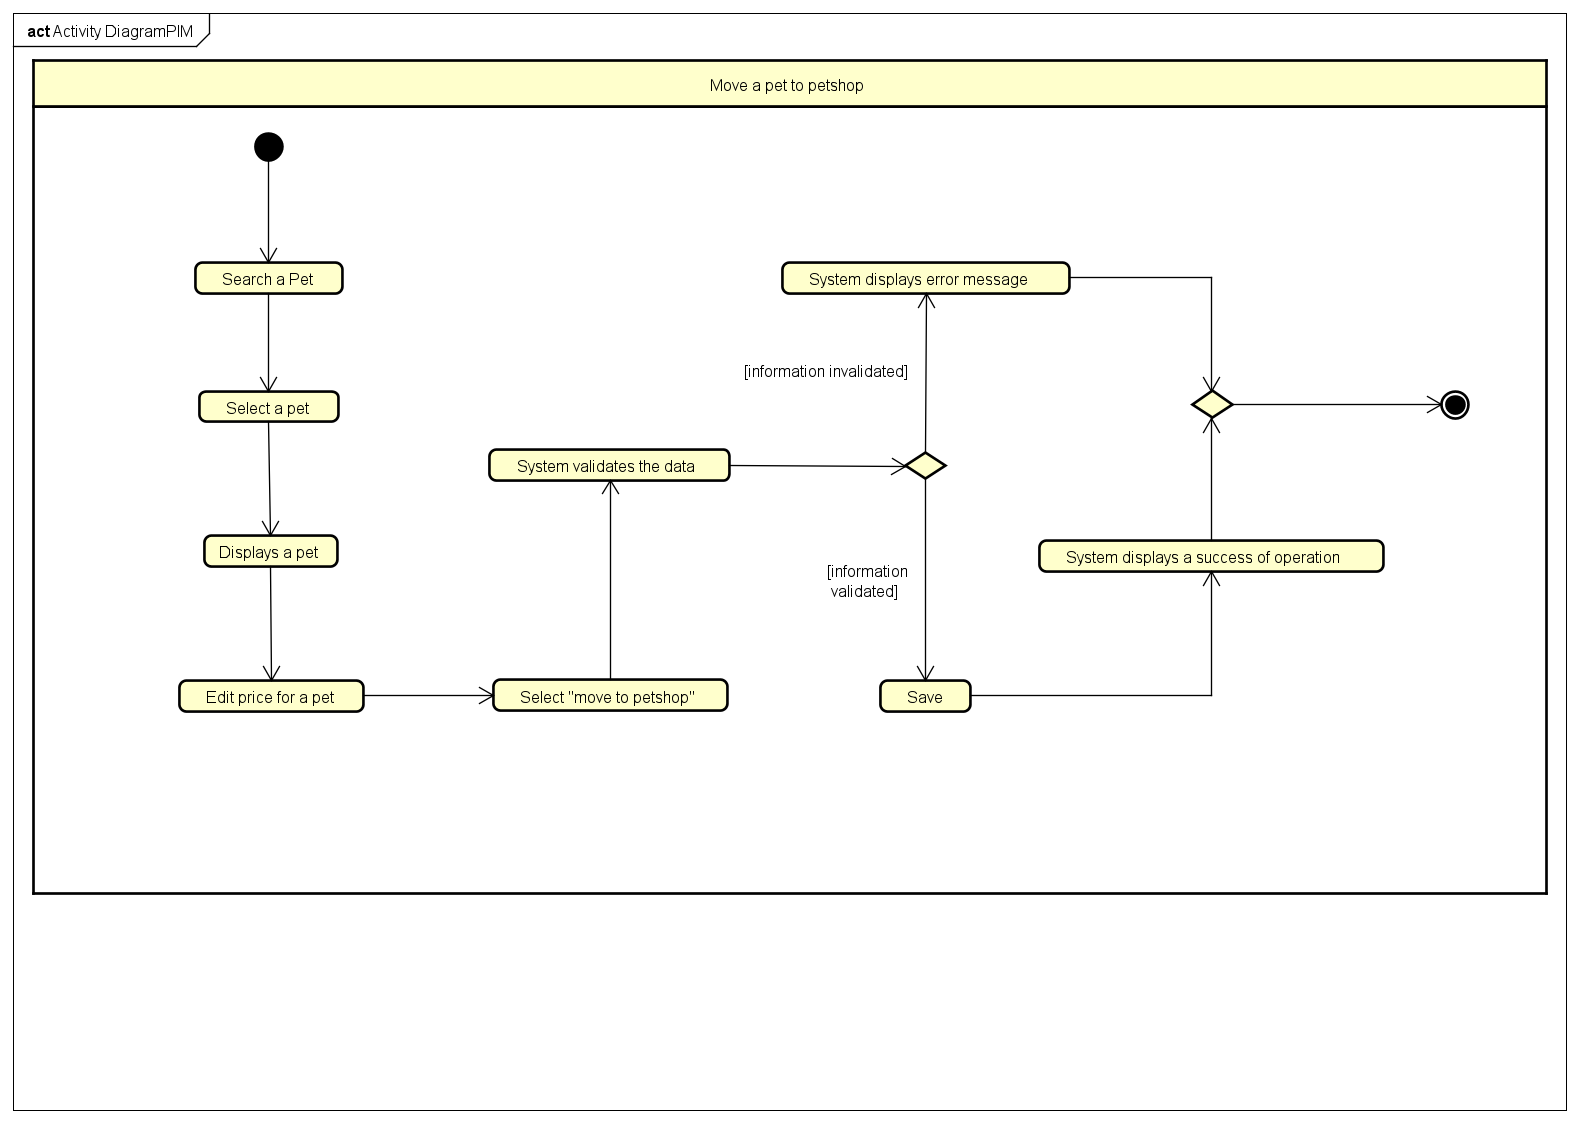 act Activity DiagramPIM
Move a pet to petshop
Search a Pet
Select a pet
Displays a pet
Edit price for a pet
Select "move to petshop"
System validates the data
[information invalidated]
System displays error message
[information
validated]
Save
System displays a success of operation